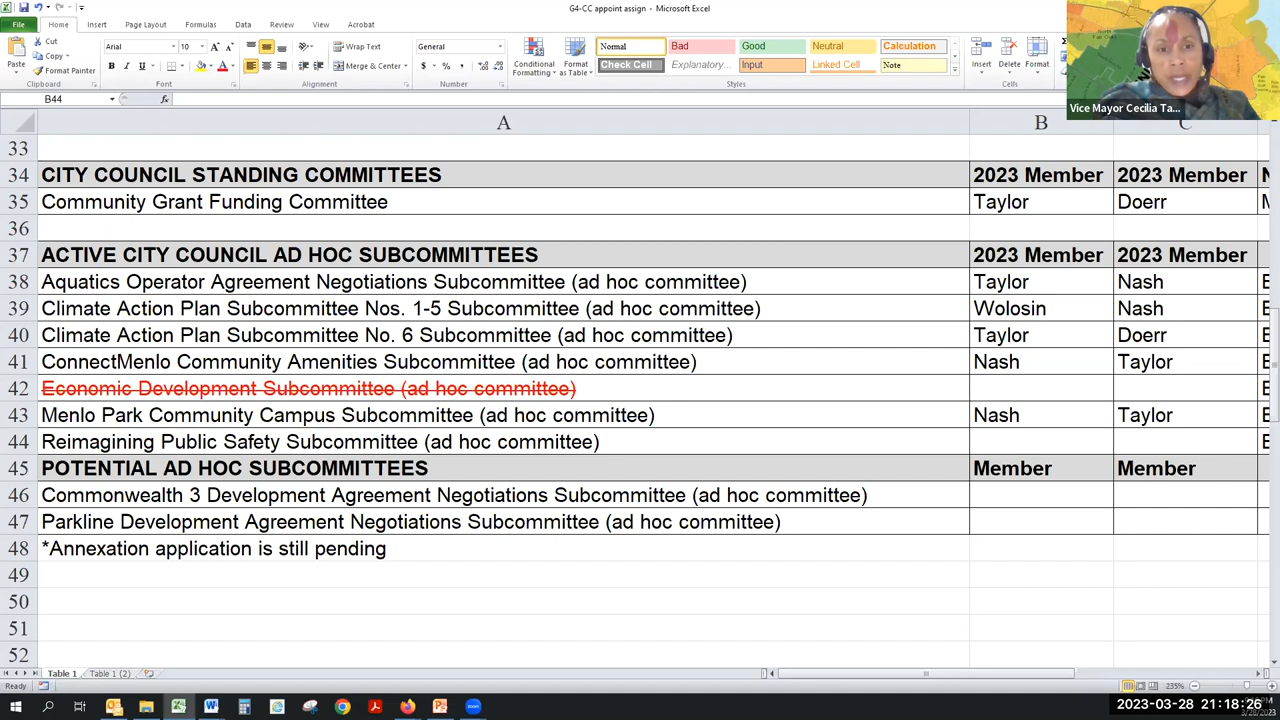 G4-CC appoint assign - Microsoft Excel
File Home Insert Page Layout Formulas Data Review View Acrobat
Paste Cut Copy Format Painter Clipboard
Arial 10 Font
Wrap Text Merge & Center Alignment
General Number
Conditional Formatting Format as Table
Normal Bad Good Neutral Calculation
Check Cell Explanatory... Input Linked Cell Note
Styles
Insert Delete Format Cells
Vice Mayor Cecilia Ta...
B44 fx
A B C
33
34 CITY COUNCIL STANDING COMMITTEES 2023 Member 2023 Member
35 Community Grant Funding Committee Taylor Doerr
36
37 ACTIVE CITY COUNCIL AD HOC SUBCOMMITTEES 2023 Member 2023 Member
38 Aquatics Operator Agreement Negotiations Subcommittee (ad hoc committee) Taylor Nash
39 Climate Action Plan Subcommittee Nos. 1-5 Subcommittee (ad hoc committee) Wolosin Nash
40 Climate Action Plan Subcommittee No. 6 Subcommittee (ad hoc committee) Taylor Doerr
41 ConnectMenlo Community Amenities Subcommittee (ad hoc committee) Nash Taylor
42 Economic Development Subcommittee (ad hoc committee)
43 Menlo Park Community Campus Subcommittee (ad hoc committee) Nash Taylor
44 Reimagining Public Safety Subcommittee (ad hoc committee)
45 POTENTIAL AD HOC SUBCOMMITTEES Member Member
46 Commonwealth 3 Development Agreement Negotiations Subcommittee (ad hoc committee)
47 Parkline Development Agreement Negotiations Subcommittee (ad hoc committee)
48 *Annexation application is still pending
49
50
51
52
Table 1 Table 1 (2)
Ready 235%
2023-03-28 21:18:26